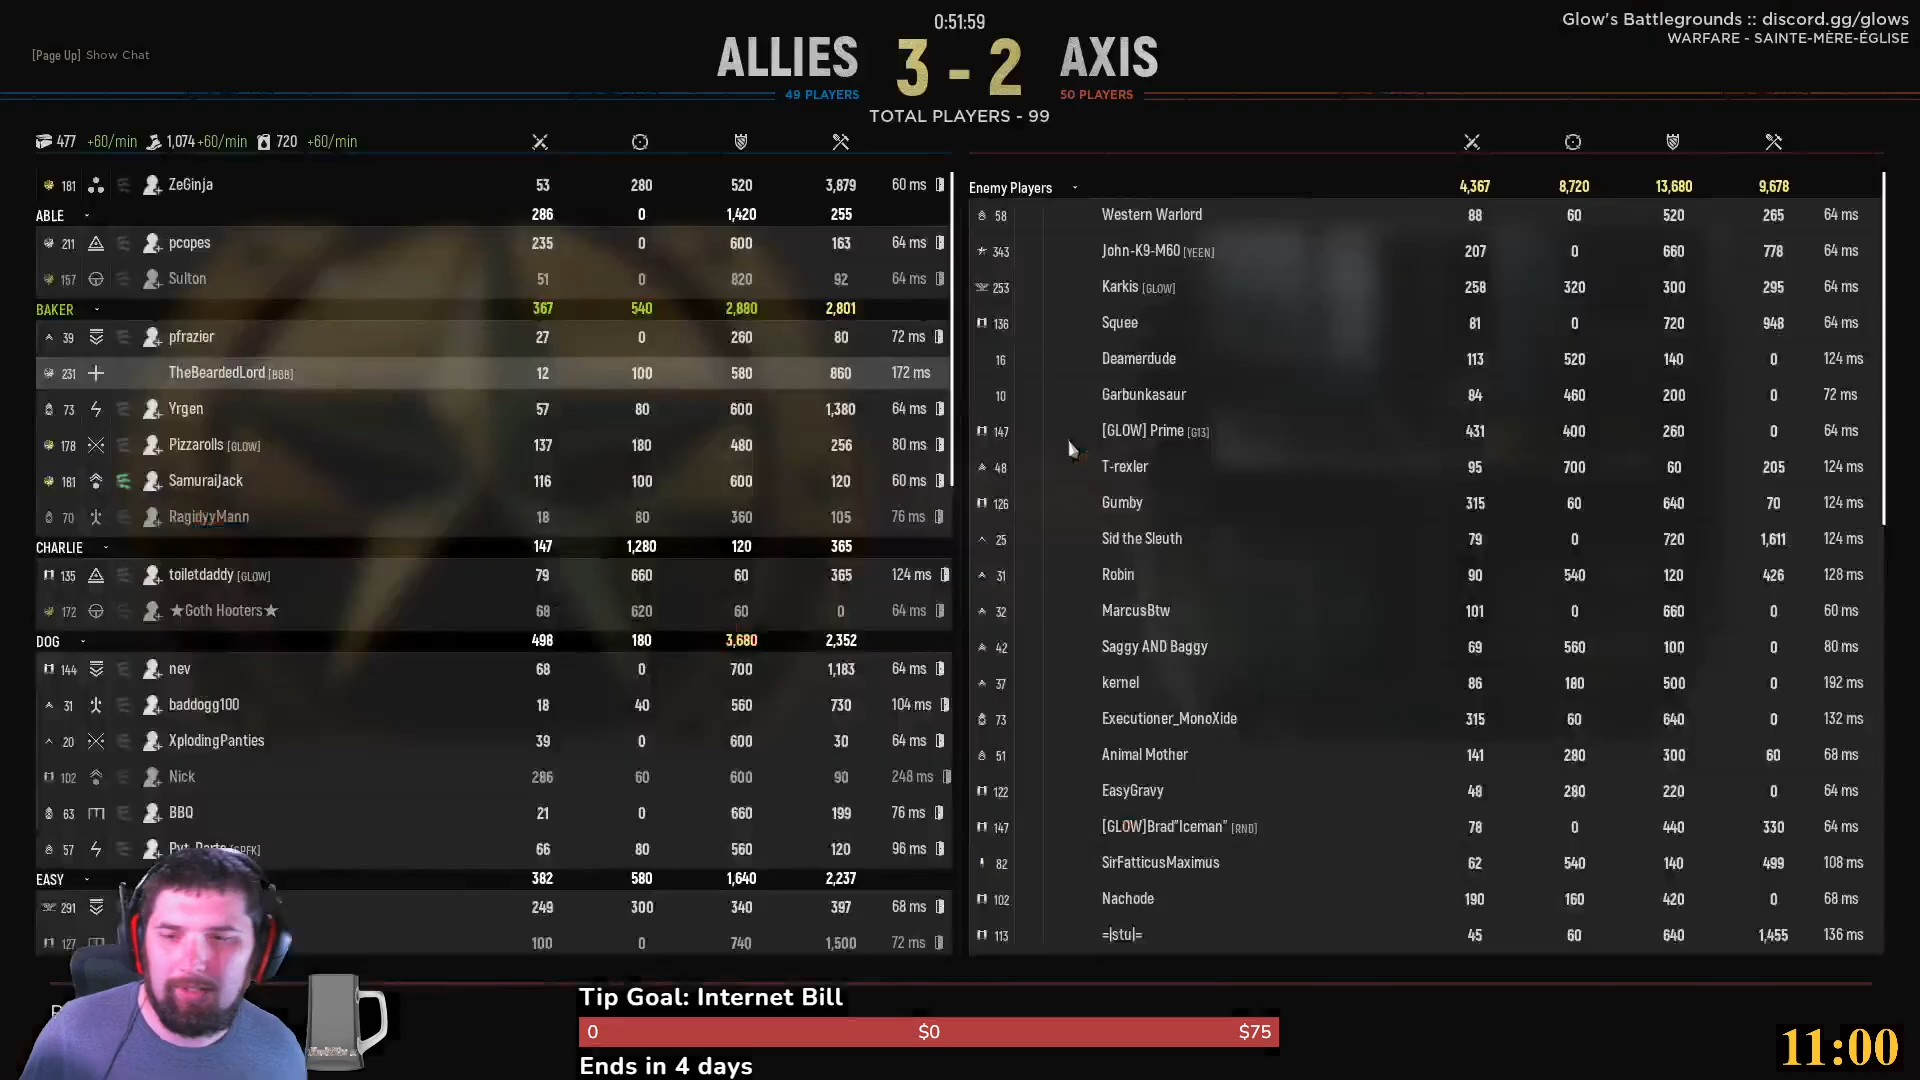 [Page Up] Show Chat
0:51:59
ALLIES 3 - 2 AXIS
49 PLAYERS 50 PLAYERS
TOTAL PLAYERS - 99
Glow's Battlegrounds :: discord.gg/glows
WARFARE - SAINTE-MÈRE-ÉGLISE
477 +60/min 1,074 +60/min 720 +60/min
181 ZeGinja 53 280 520 3,879 60 ms
ABLE 286 0 1,420 255
211 pcopes 235 0 600 163 64 ms
157 Sulton 51 0 820 92 64 ms
BAKER 367 540 2,880 2,801
39 pfrazier 27 0 260 80 72 ms
231 TheBeardedLord [BGB] 12 100 580 860 172 ms
73 Yrgen 57 80 600 1,380 64 ms
178 Pizzarolls [GLOW] 137 180 480 256 80 ms
181 SamuraiJack 116 100 600 120 60 ms
70 RagidyyMann 18 80 360 105 76 ms
CHARLIE 147 1,280 120 365
135 toiletdaddy [GLOW] 79 660 60 365 124 ms
172 ★Goth Hooters★ 68 620 60 0 64 ms
DOG 498 180 3,680 2,352
144 nev 68 0 700 1,183 64 ms
31 baddogg100 18 40 560 730 104 ms
20 XplodingPanties 39 0 600 30 64 ms
102 Nick 286 60 600 90 248 ms
63 BBQ 21 0 660 199 76 ms
57 66 80 560 120 96 ms
EASY 382 580 1,640 2,237
291 249 300 340 397 68 ms
127 100 0 740 1,500 72 ms
Enemy Players 4,367 8,720 13,680 9,678
58 Western Warlord 88 60 520 265 64 ms
343 John-K9-M60 [YEEN] 207 0 660 778 64 ms
253 Karkis [GLOW] 258 320 300 295 64 ms
136 Squee 81 0 720 948 64 ms
16 Deamerdude 113 520 140 0 124 ms
10 Garbunkasaur 84 460 200 0 72 ms
147 [GLOW] Prime [G13] 431 400 260 0 64 ms
48 T-rexler 95 700 60 205 124 ms
126 Gumby 315 60 640 70 124 ms
25 Sid the Sleuth 79 0 720 1,611 124 ms
31 Robin 90 540 120 426 128 ms
32 MarcusBtw 101 0 660 0 60 ms
42 Saggy AND Baggy 69 560 100 0 80 ms
37 kernel 86 180 500 0 192 ms
73 Executioner_MonoXide 315 60 640 0 132 ms
51 Animal Mother 141 280 300 60 68 ms
122 EasyGravy 48 280 220 0 64 ms
147 [GLOW]Brad"Iceman" [RND] 78 0 440 330 64 ms
82 SirFatticusMaximus 62 540 140 499 108 ms
102 Nachode 190 160 420 0 68 ms
113 =|stu|= 45 60 640 1,455 136 ms
Tip Goal: Internet Bill
0 $0 $75
Ends in 4 days
11:00